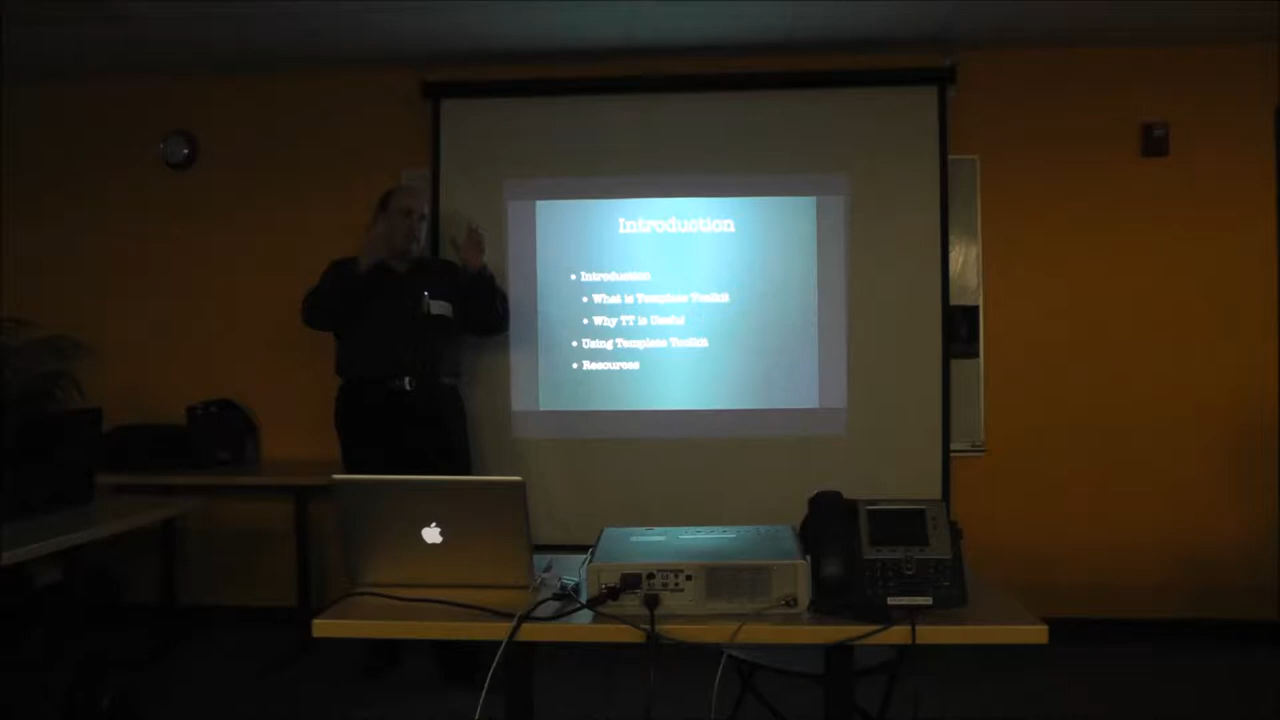 Introduction
Introduction
What is Template Toolkit
Why TT is Useful
Using Template Toolkit
Resources